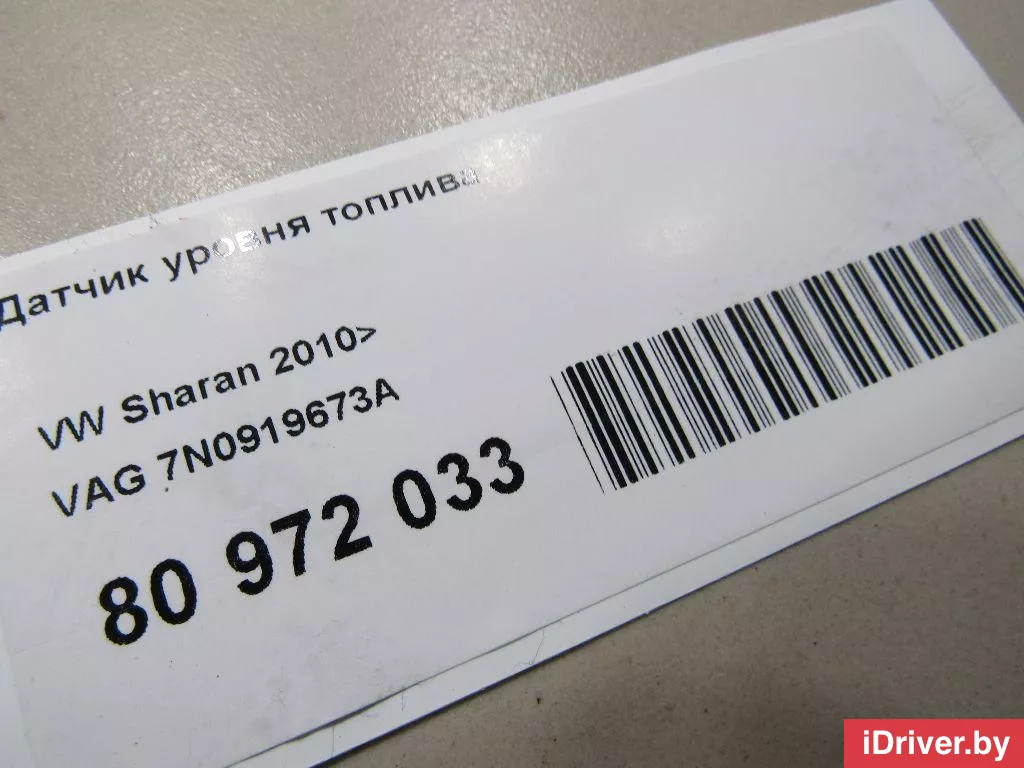 Датчик уровня топлива
VW Sharan 2010>
VAG 7N0919673A
80 972 033
iDriver.by